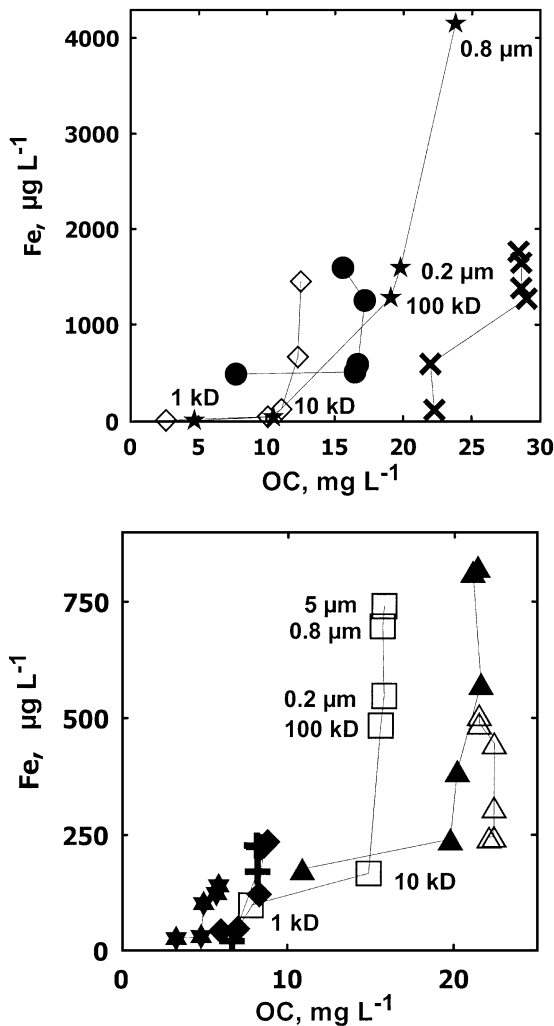 4000
0.8 µm
3000
Fe, µg L-1
2000
0.2 µm
100 kD
1000
1 kD
10 kD
0
0 5 10 15 20 25 30
OC, mg L-1
750
5 µm
0.8 µm
Fe, µg L-1
0.2 µm
500
100 kD
250
10 kD
1 kD
0
0 10 20
OC, mg L-1